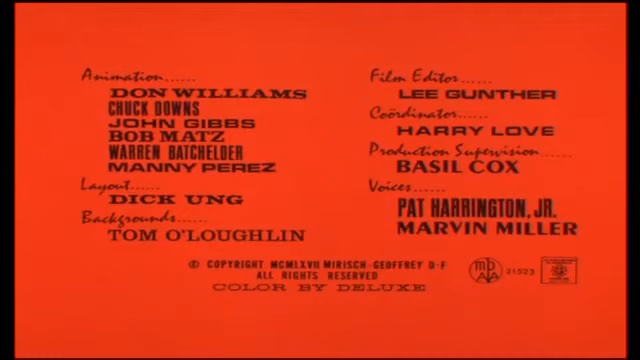 Animation......
DON WILLIAMS
CHUCK DOWNS
JOHN GIBBS
BOB MATZ
WARREN BATCHELDER
MANNY PEREZ
Layout......
DICK UNG
Backgrounds......
TOM O'LOUGHLIN
Film Editor......
LEE GUNTHER
Coördinator......
HARRY LOVE
Production Supervision......
BASIL COX
Voices......
PAT HARRINGTON, JR.
MARVIN MILLER
© COPYRIGHT MCMLXVII MIRISCH-GEOFFREY D-F
ALL RIGHTS RESERVED
COLOR BY DELUXE
21523